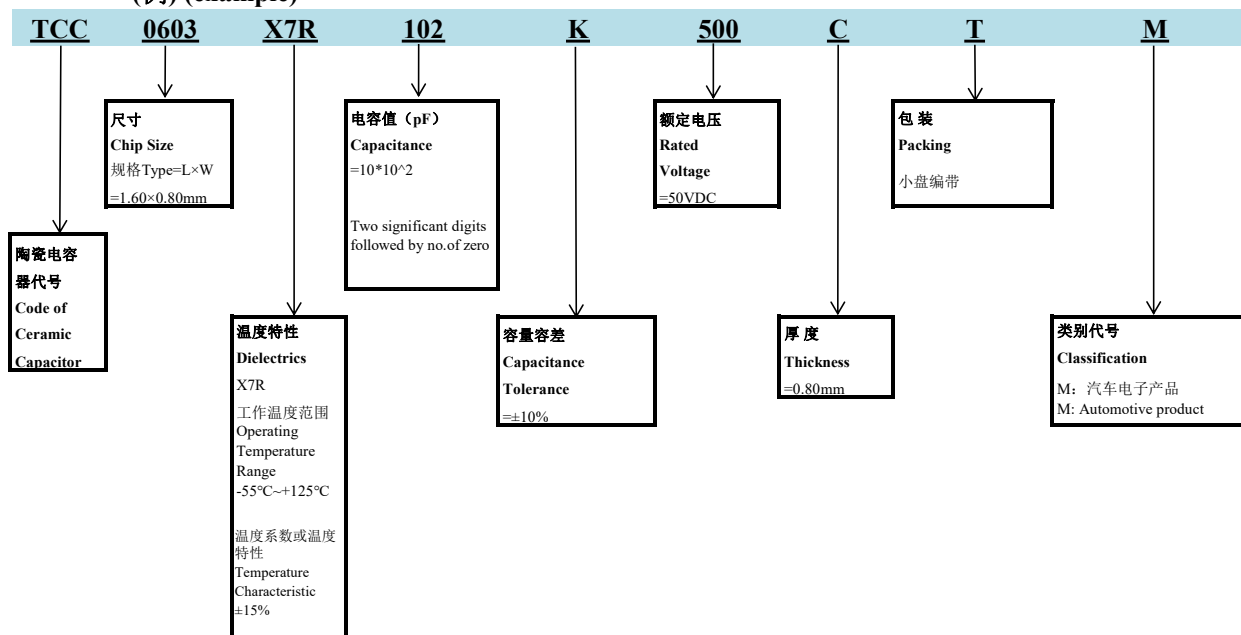 (例) (example)
TCC 0603 X7R 102 K 500 C T M
尺寸
Chip Size
规格Type=L×W
=1.60×0.80mm
电容值（pF）
Capacitance
=10*10^2
Two significant digits
followed by no.of zero
额定电压
Rated
Voltage
=50VDC
包 装
Packing
小盘编带
陶瓷电容
器代号
Code of
Ceramic
Capacitor
温度特性
Dielectrics
X7R
工作温度范围
Operating
Temperature
Range
-55℃~+125℃
温度系数或温度
特性
Temperature
Characteristic
±15%
容量容差
Capacitance
Tolerance
=±10%
厚 度
Thickness
=0.80mm
类别代号
Classification
M：汽车电子产品
M: Automotive product